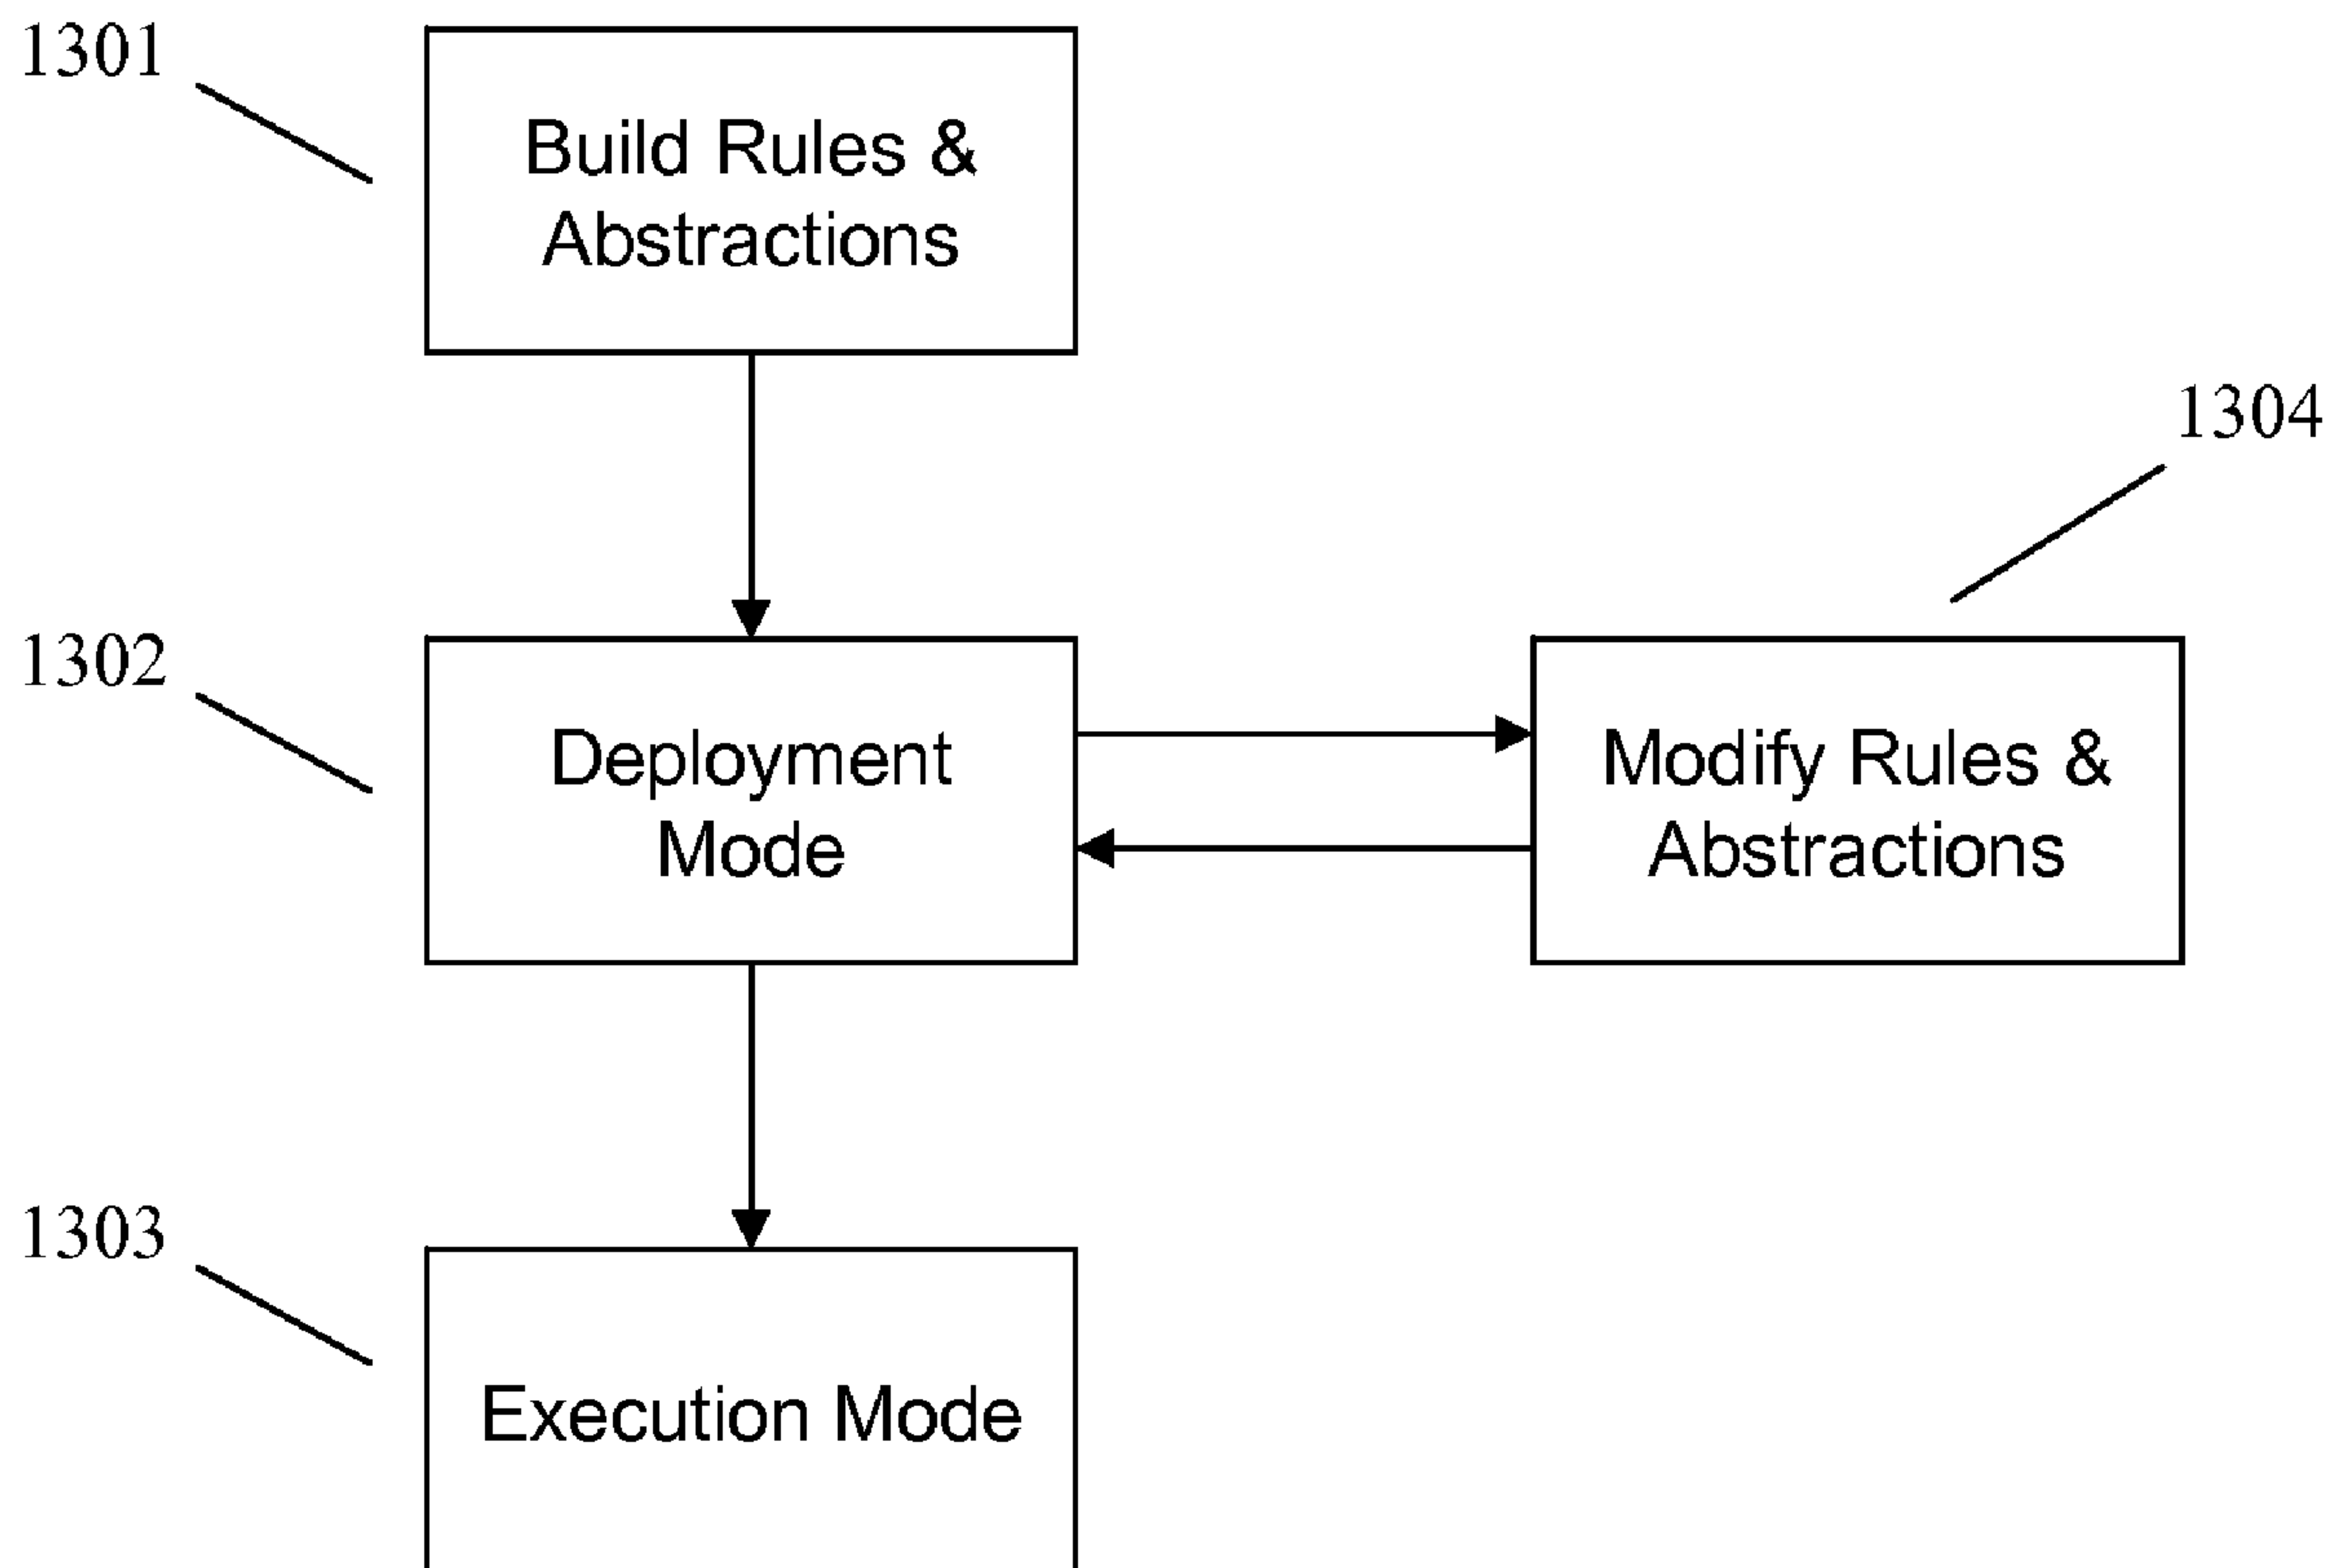 1301
Build Rules &
Abstractions
1304
1302
Deployment
Mode
Modify Rules &
Abstractions
1303
Execution Mode